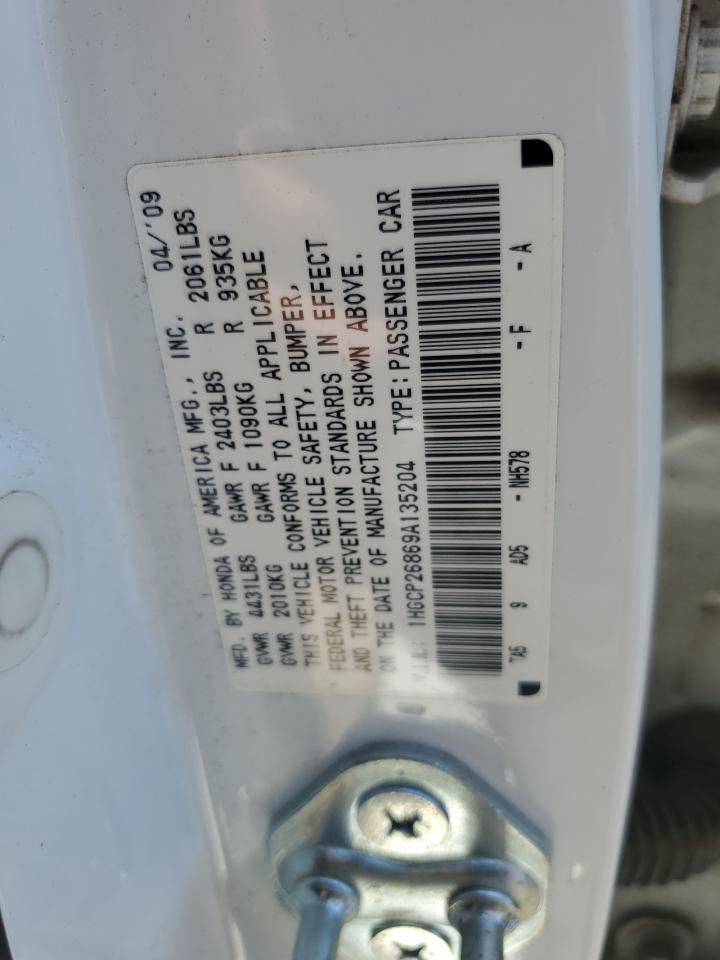 MFD. BY HONDA OF AMERICA MFG., INC. 04/'09
GVWR 4431LBS GAWR F 2403LBS R 2061LBS
GVWR 2010KG GAWR F 1090KG R 935KG
THIS VEHICLE CONFORMS TO ALL APPLICABLE
FEDERAL MOTOR VEHICLE SAFETY, BUMPER,
AND THEFT PREVENTION STANDARDS IN EFFECT
ON THE DATE OF MANUFACTURE SHOWN ABOVE.
V.I.N.: 1HGCP26869A135204 TYPE: PASSENGER CAR
TA5 9 AD5 - NH578 - F - A